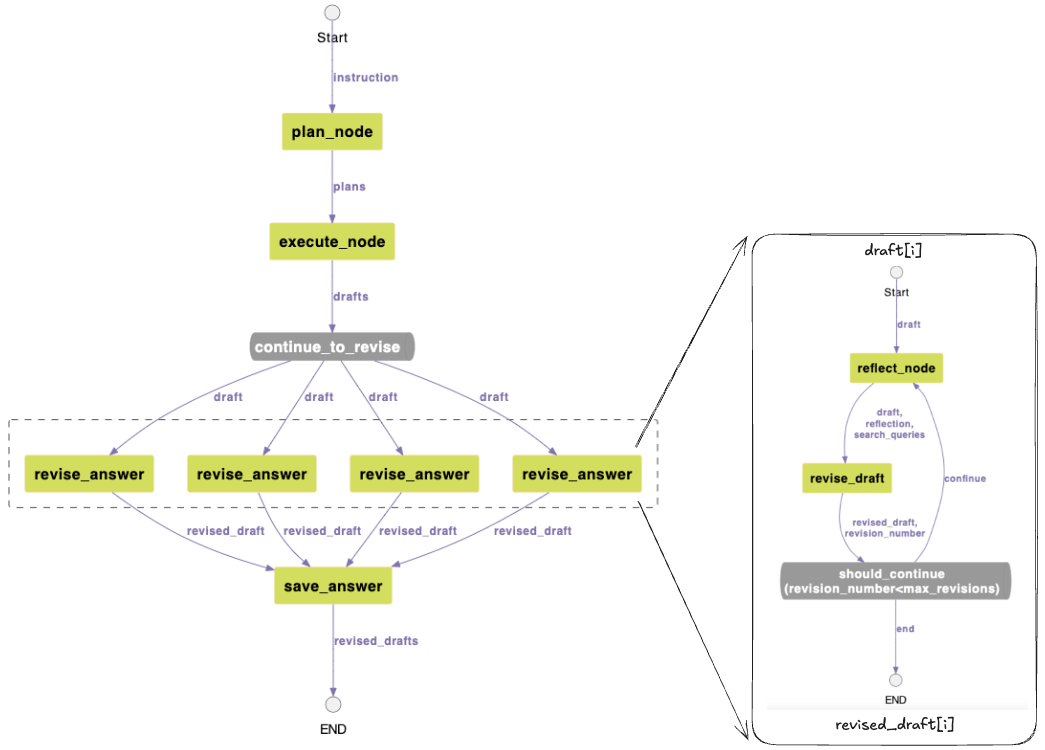 Start
instruction
plan_node
plans
execute_node
drafts
continue_to_revise
draft
draft
draft
draft
revise_answer
revise_answer
revise_answer
revise_answer
revised_draft
revised_draft
revised_draft
revised_draft
save_answer
revised_drafts
END
draft[i]
Start
draft
reflect_node
draft,
reflection,
search_queries
revise_draft
continue
revised_draft,
revision_number
should_continue
(revision_number<max_revisions)
end
END
revised_draft[i]